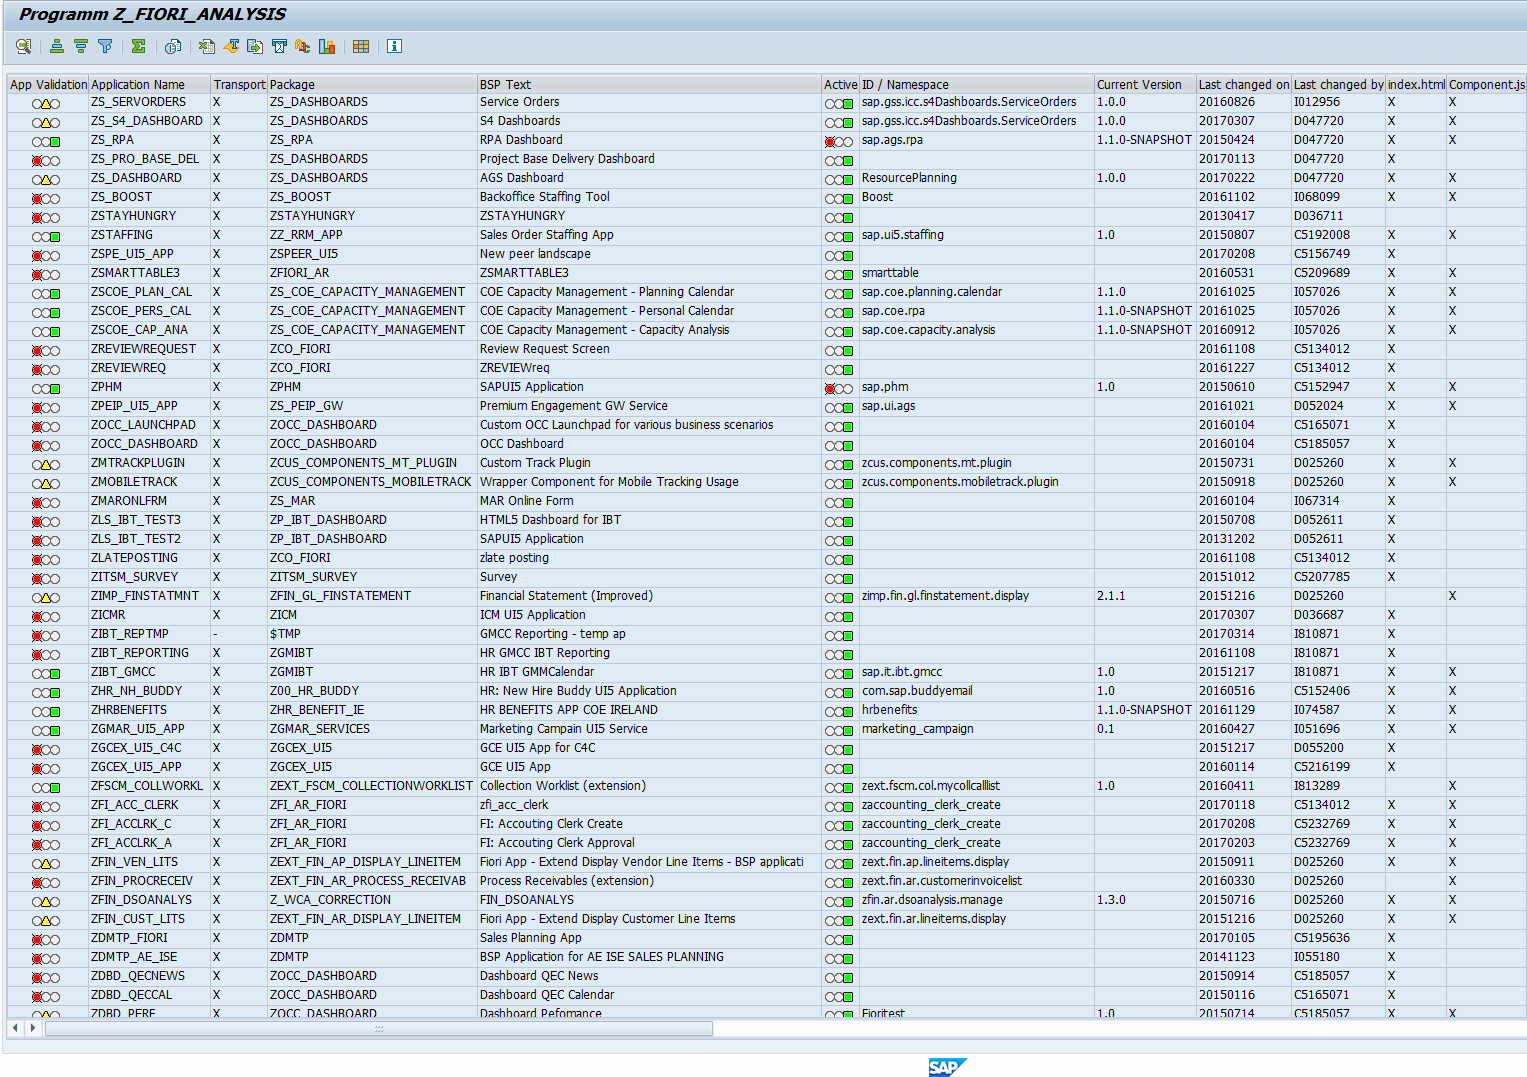 Programm Z_FIORI_ANALYSIS
App Validation Application Name Transport Package BSP Text Active ID / Namespace Current Version Last changed on Last changed by index.html Component.js
ZS_SERVORDERS X ZS_DASHBOARDS Service Orders sap.gss.icc.s4Dashboards.ServiceOrders 1.0.0 20160826 I012956 X X
ZS_S4_DASHBOARD X ZS_DASHBOARDS S4 Dashboards sap.gss.icc.s4Dashboards.ServiceOrders 1.0.0 20170307 D047720 X X
ZS_RPA X ZS_RPA RPA Dashboard sap.ags.rpa 1.1.0-SNAPSHOT 20150424 D047720 X X
ZS_PRO_BASE_DEL X ZS_DASHBOARDS Project Base Delivery Dashboard 20170113 D047720 X
ZS_DASHBOARD X ZS_DASHBOARDS AGS Dashboard ResourcePlanning 1.0.0 20170222 D047720 X X
ZS_BOOST X ZS_BOOST Backoffice Staffing Tool Boost 20161102 I068099 X X
ZSTAYHUNGRY X ZSTAYHUNGRY ZSTAYHUNGRY 20130417 D036711
ZSTAFFING X ZZ_RRM_APP Sales Order Staffing App sap.ui5.staffing 1.0 20150807 C5192008 X X
ZSPE_UI5_APP X ZSPEER_UI5 New peer landscape 20170208 C5156749 X
ZSMARTTABLE3 X ZFIORI_AR ZSMARTTABLE3 smarttable 20160531 C5209689 X X
ZSCOE_PLAN_CAL X ZS_COE_CAPACITY_MANAGEMENT COE Capacity Management - Planning Calendar sap.coe.planning.calendar 1.1.0 20161025 I057026 X X
ZSCOE_PERS_CAL X ZS_COE_CAPACITY_MANAGEMENT COE Capacity Management - Personal Calendar sap.coe.rpa 1.1.0-SNAPSHOT 20161025 I057026 X X
ZSCOE_CAP_ANA X ZS_COE_CAPACITY_MANAGEMENT COE Capacity Management - Capacity Analysis sap.coe.capacity.analysis 1.1.0-SNAPSHOT 20160912 I057026 X X
ZREVIEWREQUEST X ZCO_FIORI Review Request Screen 20161108 C5134012 X
ZREVIEWREQ X ZCO_FIORI ZREVIEWreq 20161227 C5134012 X
ZPHM X ZPHM SAPUI5 Application sap.phm 1.0 20150610 C5152947 X X
ZPEIP_UI5_APP X ZS_PEIP_GW Premium Engagement GW Service sap.ui.ags 20161021 D052024 X X
ZOCC_LAUNCHPAD X ZOCC_DASHBOARD Custom OCC Launchpad for various business scenarios 20160104 C5165071 X
ZOCC_DASHBOARD X ZOCC_DASHBOARD OCC Dashboard 20160104 C5185057 X
ZMTRACKPLUGIN X ZCUS_COMPONENTS_MT_PLUGIN Custom Track Plugin zcus.components.mt.plugin 20150731 D025260 X X
ZMOBILETRACK X ZCUS_COMPONENTS_MOBILETRACK Wrapper Component for Mobile Tracking Usage zcus.components.mobiletrack.plugin 20150918 D025260 X X
ZMARONLFRM X ZS_MAR MAR Online Form 20160104 I067314 X
ZLS_IBT_TEST3 X ZP_IBT_DASHBOARD HTML5 Dashboard for IBT 20150708 D052611 X
ZLS_IBT_TEST2 X ZP_IBT_DASHBOARD SAPUI5 Application 20131202 D052611 X
ZLATEPOSTING X ZCO_FIORI zlate posting 20161108 C5134012 X
ZITSM_SURVEY X ZITSM_SURVEY Survey 20151012 C5207785 X
ZIMP_FINSTATMNT X ZFIN_GL_FINSTATEMENT Financial Statement (Improved) zimp.fin.gl.finstatement.display 2.1.1 20151216 D025260 X
ZICMR X ZICM ICM UI5 Application 20170307 D036687 X
ZIBT_REPTMP - $TMP GMCC Reporting - temp ap 20170314 I810871 X
ZIBT_REPORTING X ZGMIBT HR GMCC IBT Reporting 20161108 I810871 X
ZIBT_GMCC X ZGMIBT HR IBT GMMCalendar sap.it.ibt.gmcc 1.0 20151217 I810871 X X
ZHR_NH_BUDDY X Z00_HR_BUDDY HR: New Hire Buddy UI5 Application com.sap.buddyemail 1.0 20160516 C5152406 X X
ZHRBENEFITS X ZHR_BENEFIT_IE HR BENEFITS APP COE IRELAND hrbenefits 1.1.0-SNAPSHOT 20161129 I074587 X X
ZGMAR_UI5_APP X ZGMAR_SERVICES Marketing Campain UI5 Service marketing_campaign 0.1 20160427 I051696 X X
ZGCEX_UI5_C4C X ZGCEX_UI5 GCE UI5 App for C4C 20151217 D055200 X
ZGCEX_UI5_APP X ZGCEX_UI5 GCE UI5 App 20160114 C5216199 X
ZFSCM_COLLWORKL X ZEXT_FSCM_COLLECTIONWORKLIST Collection Worklist (extension) zext.fscm.col.mycollcalllist 1.0 20160411 I813289 X
ZFI_ACC_CLERK X ZFI_AR_FIORI zfi_acc_clerk zaccounting_clerk_create 20170118 C5134012 X X
ZFI_ACCLRK_C X ZFI_AR_FIORI FI: Accouting Clerk Create zaccounting_clerk_create 20170208 C5232769 X X
ZFI_ACCLRK_A X ZFI_AR_FIORI FI: Accouting Clerk Approval zaccounting_clerk_create 20170203 C5232769 X X
ZFIN_VEN_LITS X ZEXT_FIN_AP_DISPLAY_LINEITEM Fiori App - Extend Display Vendor Line Items - BSP applicati zext.fin.ap.lineitems.display 20150911 D025260 X X
ZFIN_PROCRECEIV X ZEXT_FIN_AR_PROCESS_RECEIVAB Process Receivables (extension) zext.fin.ar.customerinvoicelist 20160330 D025260 X
ZFIN_DSOANALYS X Z_WCA_CORRECTION FIN_DSOANALYS zfin.ar.dsoanalysis.manage 1.3.0 20150716 D025260 X X
ZFIN_CUST_LITS X ZEXT_FIN_AR_DISPLAY_LINEITEM Fiori App - Extend Display Customer Line Items zext.fin.ar.lineitems.display 20151216 D025260 X X
ZDMTP_FIORI X ZDMTP Sales Planning App 20170105 C5195636 X
ZDMTP_AE_ISE X ZDMTP BSP Application for AE ISE SALES PLANNING 20141123 I055180 X
ZDBD_QECNEWS X ZOCC_DASHBOARD Dashboard QEC News 20150914 C5185057 X
ZDBD_QECCAL X ZOCC_DASHBOARD Dashboard QEC Calendar 20150116 C5165071 X
ZDBD_PERF X ZOCC_DASHBOARD Dashboard Pefomance Fioritest 1.0 20150714 C5185057 X X
SAP